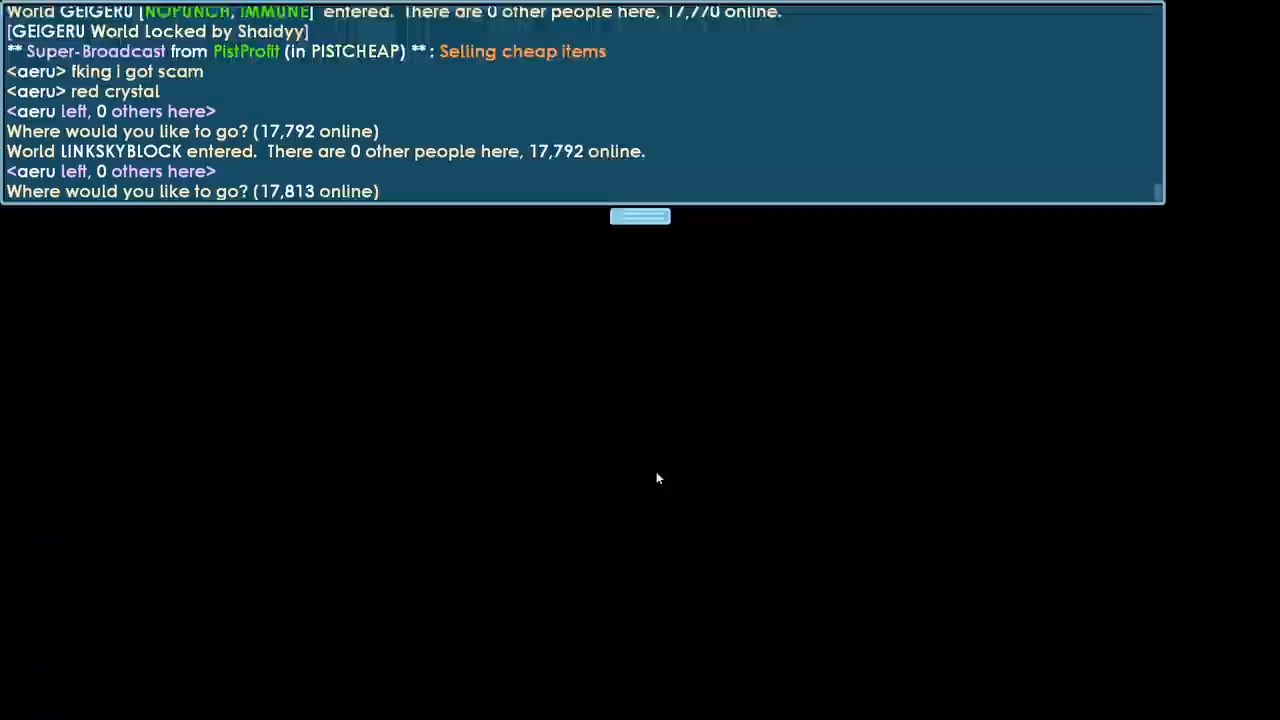 World GEIGERU [NOPUNCH, IMMUNE] entered. There are 0 other people here, 17,770 online.
[GEIGERU World Locked by Shaidyy]
** Super-Broadcast from PistProfit (in PISTCHEAP) ** : Selling cheap items
<aeru> fking i got scam
<aeru> red crystal
<aeru left, 0 others here>
Where would you like to go? (17,792 online)
World LINKSKYBLOCK entered. There are 0 other people here, 17,792 online.
<aeru left, 0 others here>
Where would you like to go? (17,813 online)